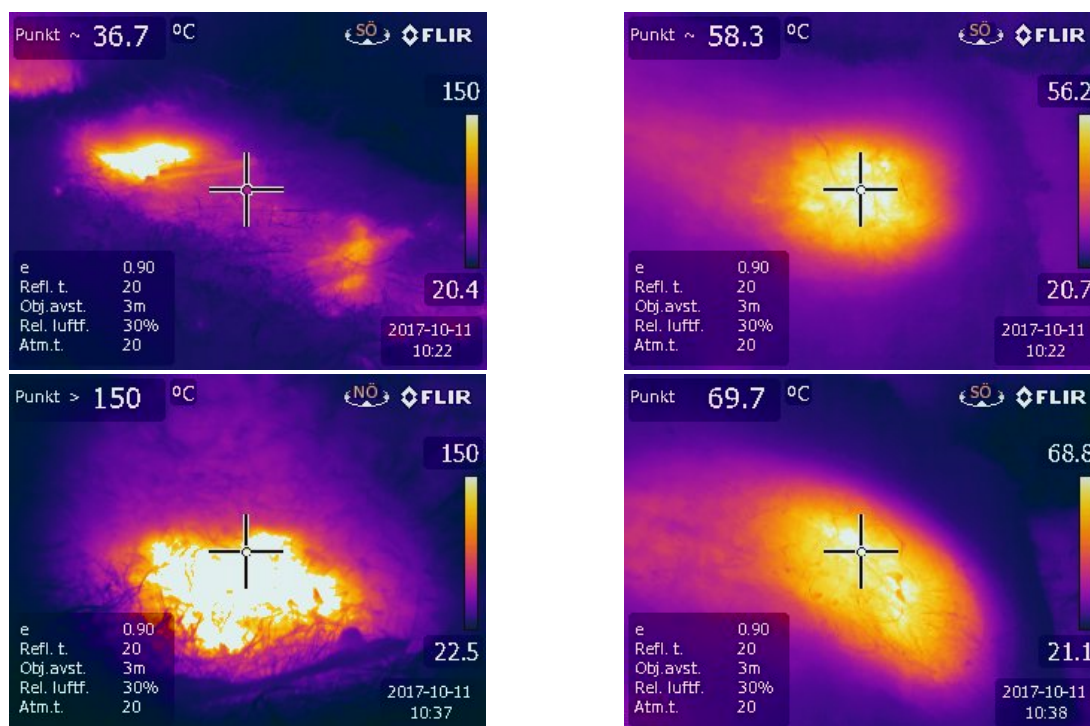 Punkt ~ 36.7 °C SÖ FLIR
150
e 0.90
Refl. t. 20
Obj.avst. 3m
Rel. luftf. 30%
Atm.t. 20
20.4
2017-10-11
10:22
Punkt ~ 58.3 °C SÖ FLIR
56.2
e 0.90
Refl. t. 20
Obj.avst. 3m
Rel. luftf. 30%
Atm.t. 20
20.7
2017-10-11
10:22
Punkt > 150 °C NÖ FLIR
150
e 0.90
Refl. t. 20
Obj.avst. 3m
Rel. luftf. 30%
Atm.t. 20
22.5
2017-10-11
10:37
Punkt 69.7 °C SÖ FLIR
68.8
e 0.90
Refl. t. 20
Obj.avst. 3m
Rel. luftf. 30%
Atm.t. 20
21.1
2017-10-11
10:38